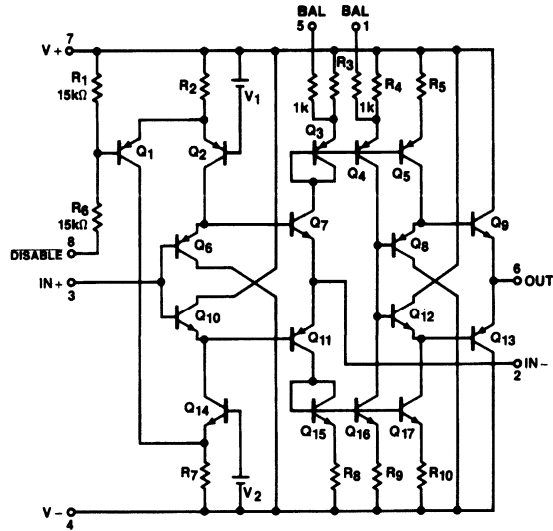 BAL BAL
5 1
7
V+
R1
15kΩ
R2
V1
R3
1k
R4
1k
R5
Q1
Q2
Q3
Q4
Q5
R6
15kΩ
8
DISABLE
Q6
Q7
Q8
Q9
IN+
3
6
OUT
Q10
Q11
Q12
Q13
IN−
2
Q14
Q15
Q16
Q17
R7
V2
R8
R9
R10
V−
4